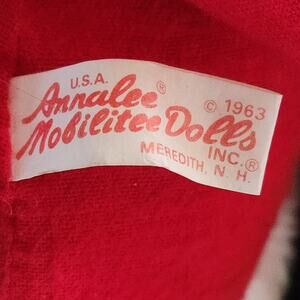 U.S.A.
Annalee® © 1963
Mobilitee Dolls
INC.®
MEREDITH, N. H.